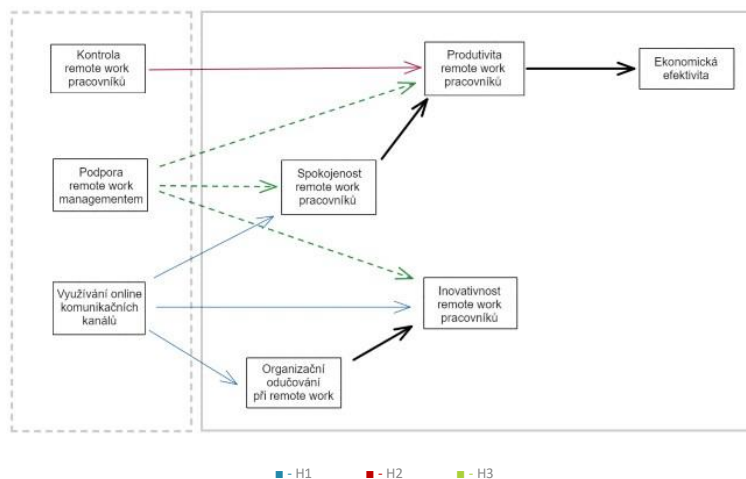 Kontrola
remote work
pracovníků
Produtivita
remote work
pracovníků
Ekonomická
efektivita
Podpora
remote work
managementem
Spokojenost
remote work
pracovníků
Využívání online
komunikačních
kanálů
Inovativnost
remote work
pracovníků
Organizační
odučování
při remote work
- H1 - H2 - H3